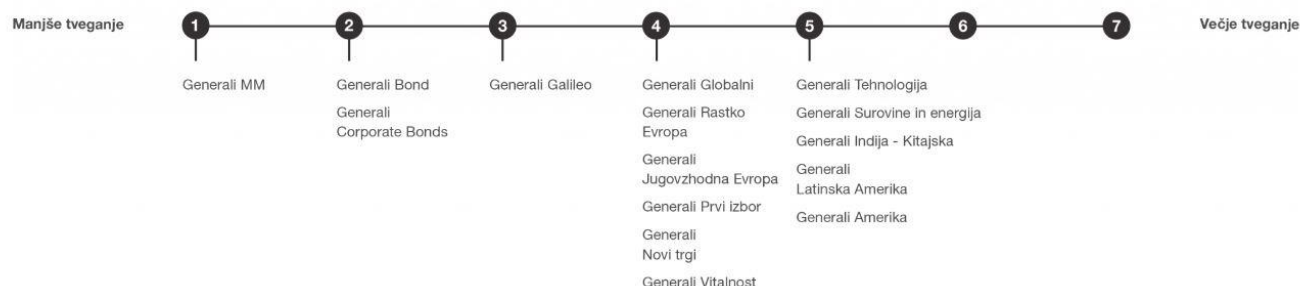 Manjše tveganje
1
2
3
4
5
6
7
Večje tveganje
Generali MM
Generali Bond
Generali
Corporate Bonds
Generali Galileo
Generali Globalni
Generali Rastko
Evropa
Generali
Jugovzhodna Evropa
Generali Prvi izbor
Generali
Novi trgi
Generali Vitalnost
Generali Tehnologija
Generali Surovine in energija
Generali Indija - Kitajska
Generali
Latinska Amerika
Generali Amerika